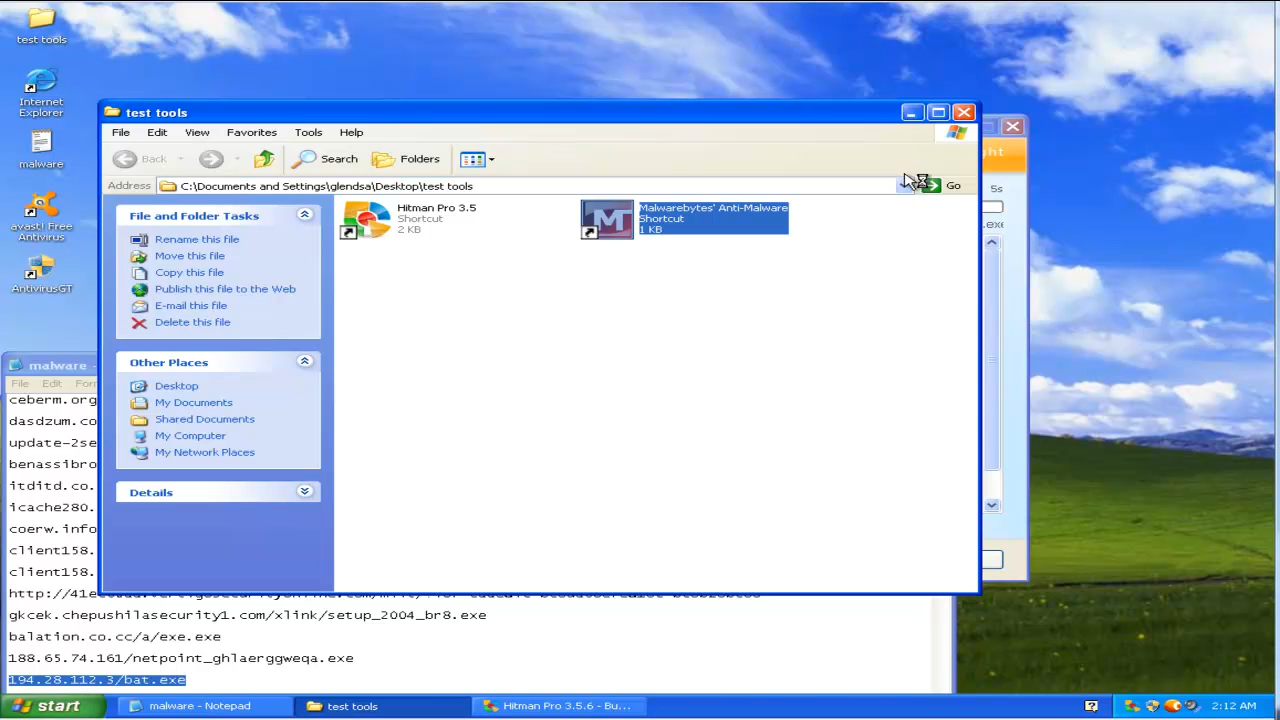 test tools
Internet
Explorer
malware
avast! Free
Antivirus
AntivirusGT
test tools
File Edit View Favorites Tools Help
Back Search Folders
Address C:\Documents and Settings\glendsa\Desktop\test tools Go
File and Folder Tasks
Rename this file
Move this file
Copy this file
Publish this file to the Web
E-mail this file
Delete this file
Other Places
Desktop
My Documents
Shared Documents
My Computer
My Network Places
Details
Hitman Pro 3.5
Shortcut
2 KB
Malwarebytes' Anti-Malware
Shortcut
1 KB
5s
malware -
File Edit
ceberm.org
dasdzum.co
update-2se
benassibro
itditd.co.
icache280.
coerw.info
client158.
client158.
gkcek.chepushilasecurity1.com/xlink/setup_2004_br8.exe
balation.co.cc/a/exe.exe
188.65.74.161/netpoint_ghlaerggweqa.exe
194.28.112.3/bat.exe
start malware - Notepad test tools Hitman Pro 3.5.6 - Bu... 2:12 AM